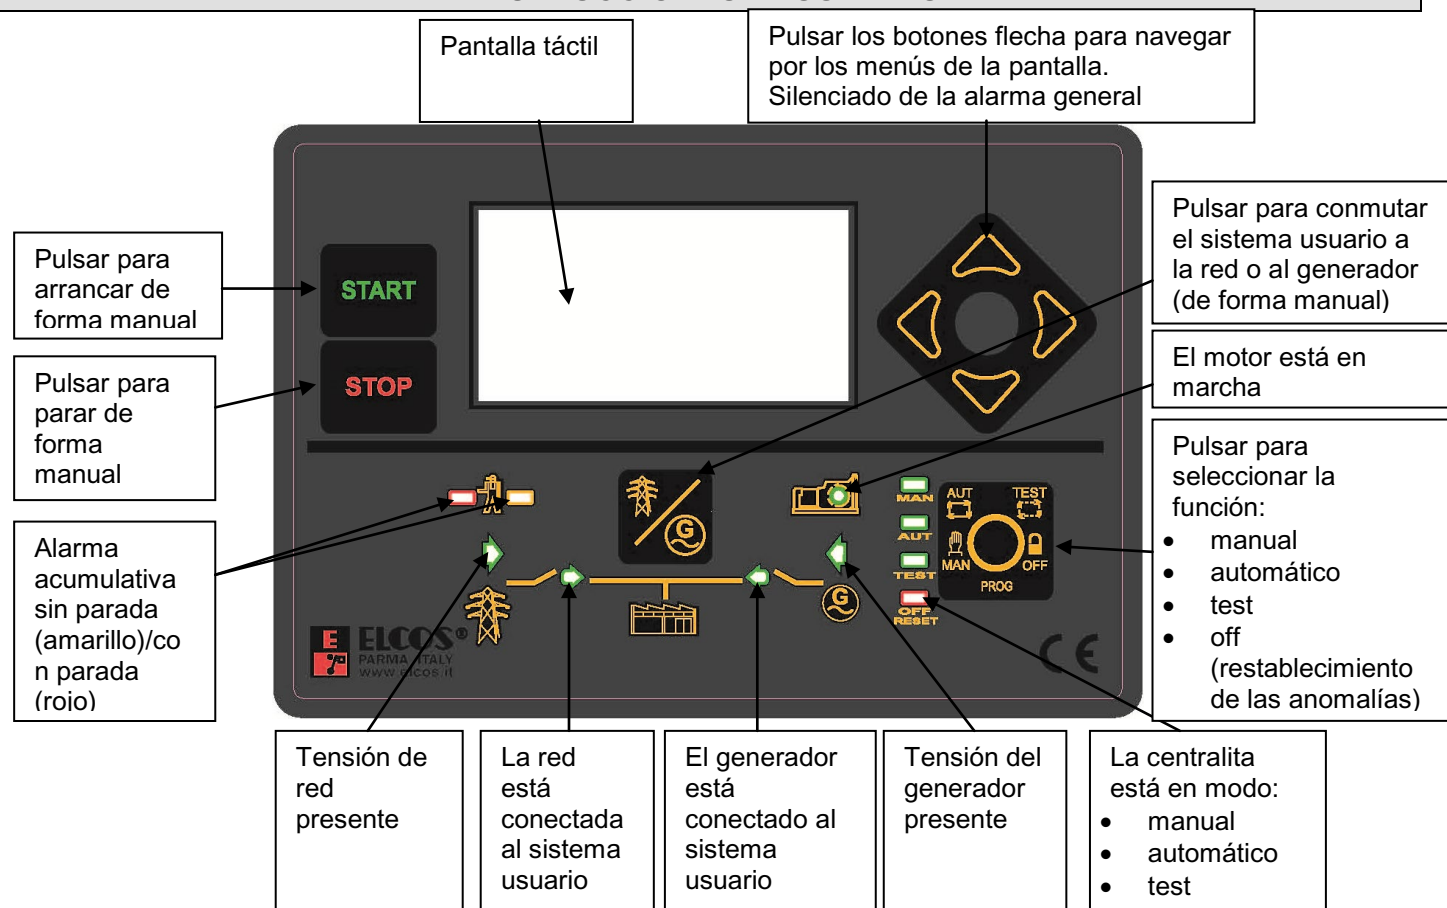 Pantalla táctil
Pulsar los botones flecha para navegar
por los menús de la pantalla.
Silenciado de la alarma general
Pulsar para
arrancar de
forma manual
Pulsar para
parar de
forma
manual
Alarma
acumulativa
sin parada
(amarillo)/co
n parada
(rojo)
START
STOP
Pulsar para conmutar
el sistema usuario a
la red o al generador
(de forma manual)
El motor está en
marcha
Pulsar para
seleccionar la
función:
• manual
• automático
• test
• off
(restablecimiento
de las anomalías)
G
MAN
AUT
TEST
OFF
RESET
AUT TEST
MAN OFF
PROG
G
E ELCOS®
PARMA ITALY
www.elcos.it
CE
Tensión de
red
presente
La red
está
conectada
al sistema
usuario
El generador
está
conectado al
sistema
usuario
Tensión del
generador
presente
La centralita
está en modo:
• manual
• automático
• test